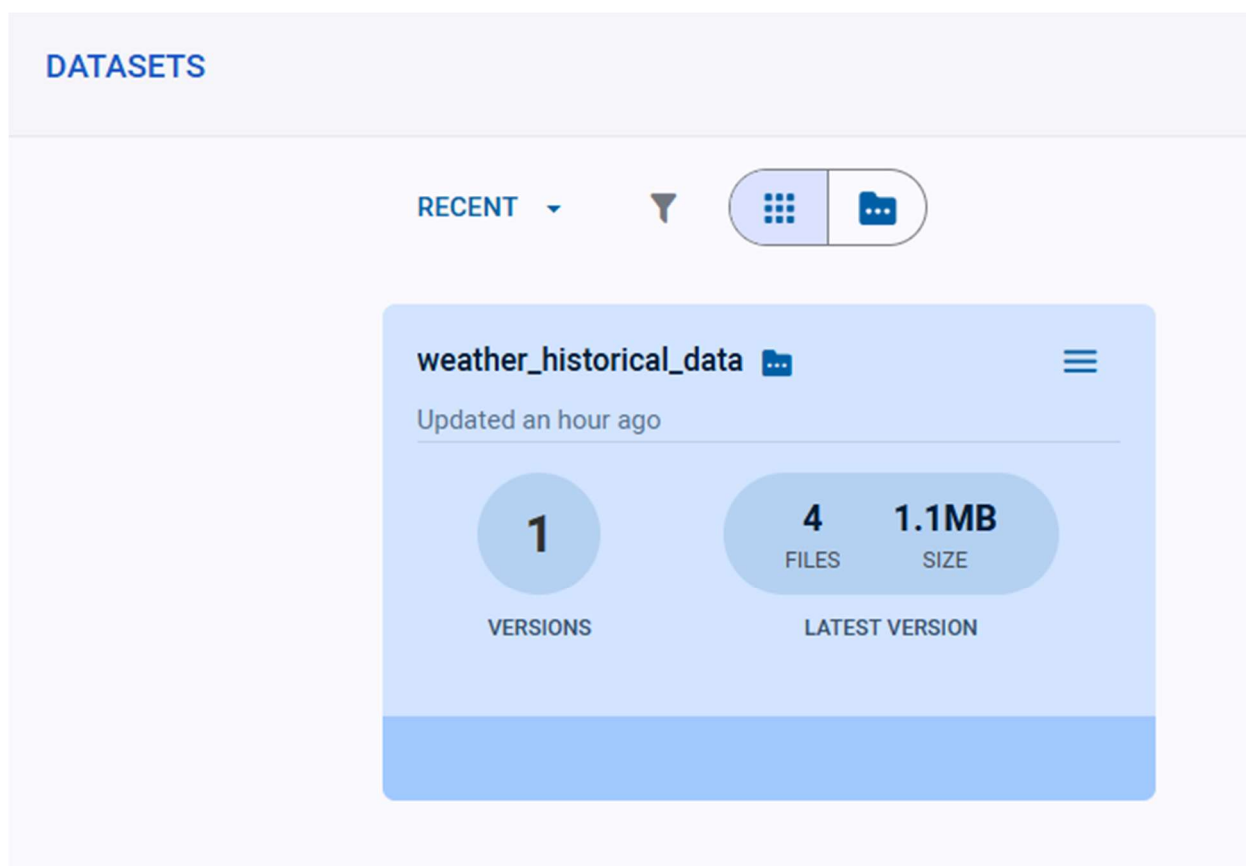 DATASETS
RECENT
weather_historical_data
Updated an hour ago
1
VERSIONS
4 1.1MB
FILES SIZE
LATEST VERSION